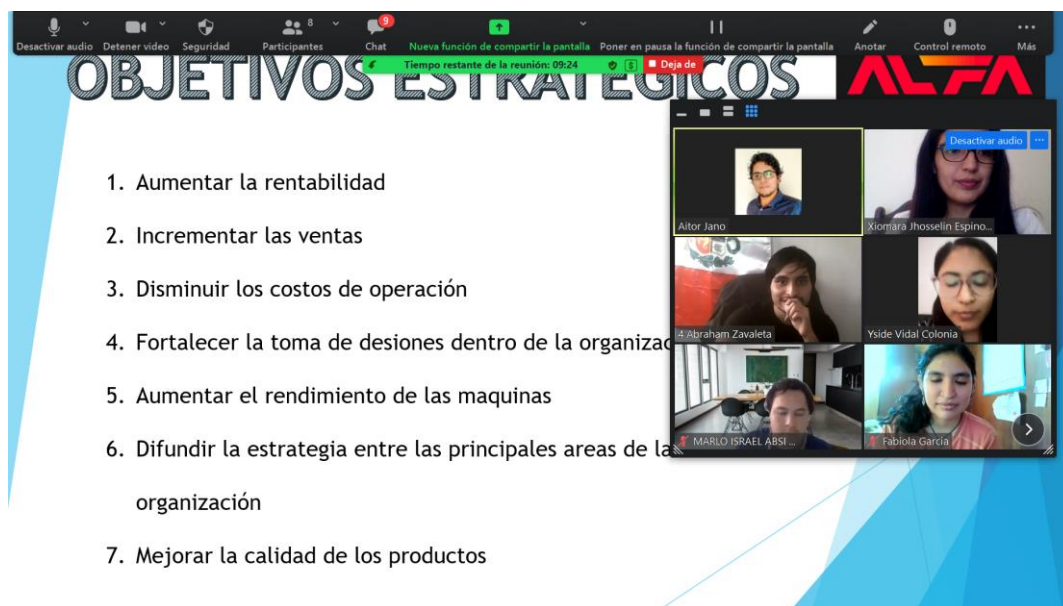 8
9
Desactivar audio Detener video Seguridad Participantes Chat Nueva función de compartir la pantalla Poner en pausa la función de compartir la pantalla Anotar Control remoto Más
Tiempo restante de la reunión: 09:24 Deja de
OBJETIVOS ESTRATEGICOS
ALFA
Desactivar audio
1. Aumentar la rentabilidad
Aitor Jano
Xiomara Jhosselin Espino...
2. Incrementar las ventas
3. Disminuir los costos de operación
4 Abraham Zavaleta
Yside Vidal Colonia
4. Fortalecer la toma de desiones dentro de la organizac
5. Aumentar el rendimiento de las maquinas
MARLO ISRAEL ABSI ...
Fabiola Garcia
6. Difundir la estrategia entre las principales areas de la
organización
7. Mejorar la calidad de los productos